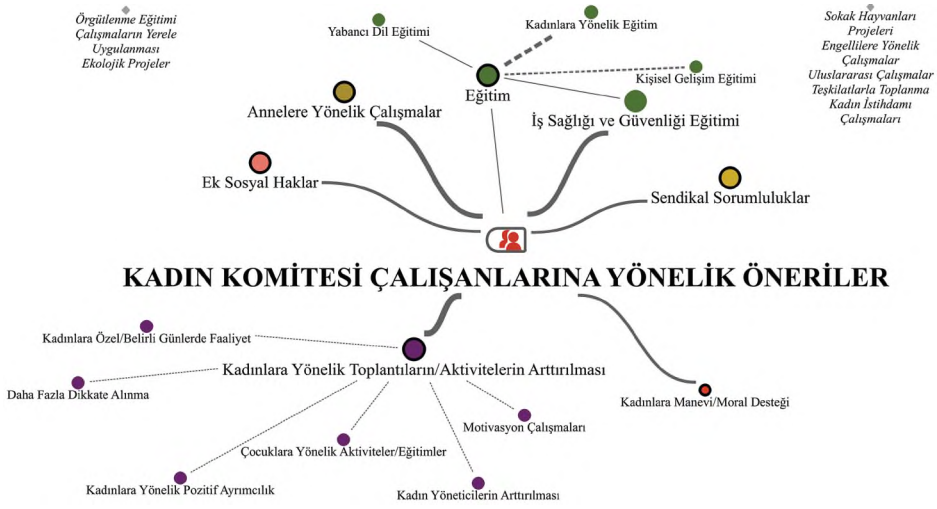 Örgütlenme Eğitimi
Çalışmaların Yerele
Uygulanması
Ekolojik Projeler
Yabancı Dil Eğitimi
Kadınlara Yönelik Eğitim
Sokak Hayvanları
Projeleri
Engellilere Yönelik
Çalışmalar
Uluslararası Çalışmalar
Teşkilatlarla Toplanma
Kadın İstihdamı
Çalışmaları
Kişisel Gelişim Eğitimi
Eğitim
Annelere Yönelik Çalışmalar
İş Sağlığı ve Güvenliği Eğitimi
Ek Sosyal Haklar
Sendikal Sorumluluklar
KADIN KOMİTESİ ÇALIŞANLARINA YÖNELİK ÖNERİLER
Kadınlara Özel/Belirli Günlerde Faaliyet
Kadınlara Yönelik Toplantıların/Aktivitelerin Arttırılması
Daha Fazla Dikkate Alınma
Kadınlara Manevi/Moral Desteği
Motivasyon Çalışmaları
Çocuklara Yönelik Aktiviteler/Eğitimler
Kadınlara Yönelik Pozitif Ayrımcılık
Kadın Yöneticilerin Arttırılması